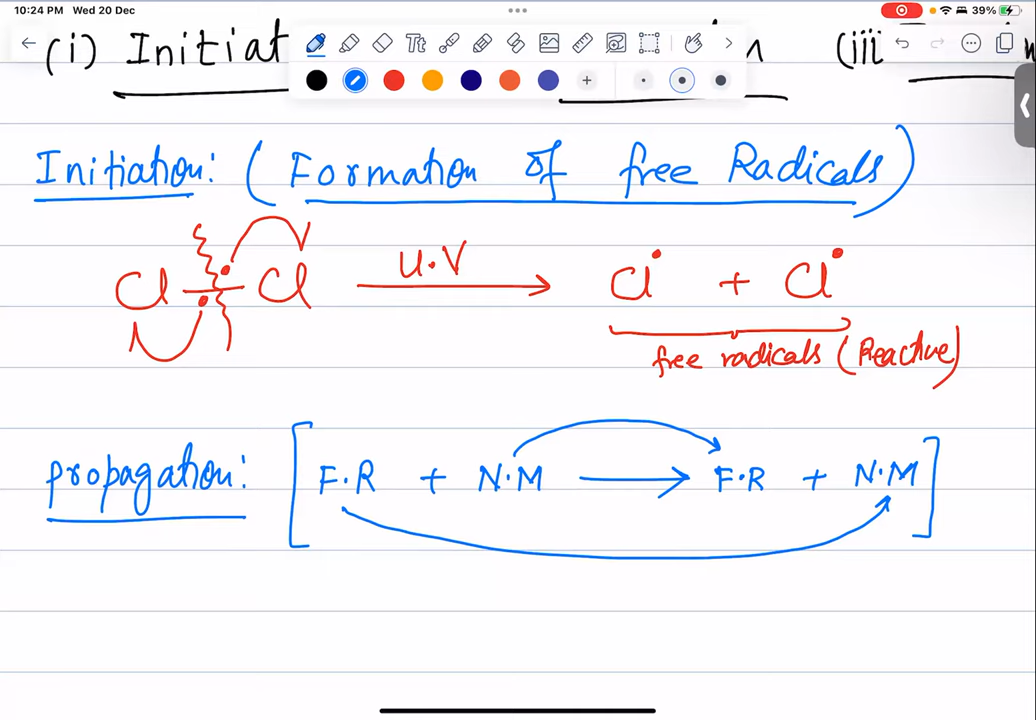 10:24 PM Wed 20 Dec 39%
(i) Initiat n (iii
Tt
Initiation: (Formation of free Radicals)
Cl — Cl U.V → Cl• + Cl•
free radicals (Reactive)
propagation: [F.R + N.M → F.R + N.M]